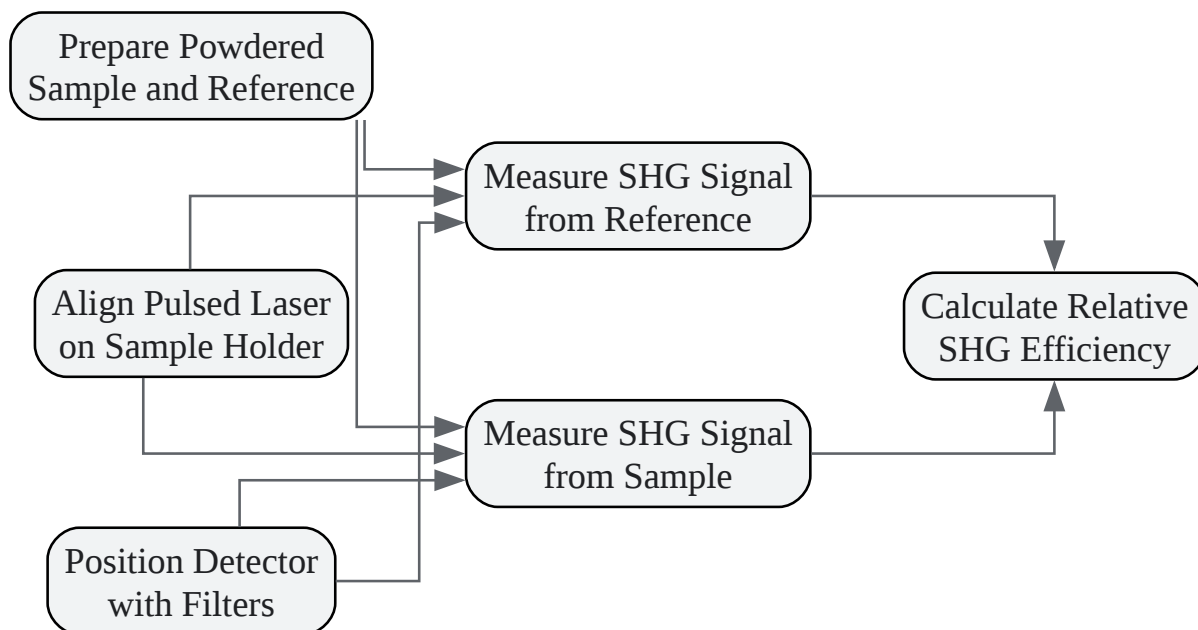 Prepare Powdered
Sample and Reference
Measure SHG Signal
from Reference
Align Pulsed Laser
on Sample Holder
Calculate Relative
SHG Efficiency
Measure SHG Signal
from Sample
Position Detector
with Filters